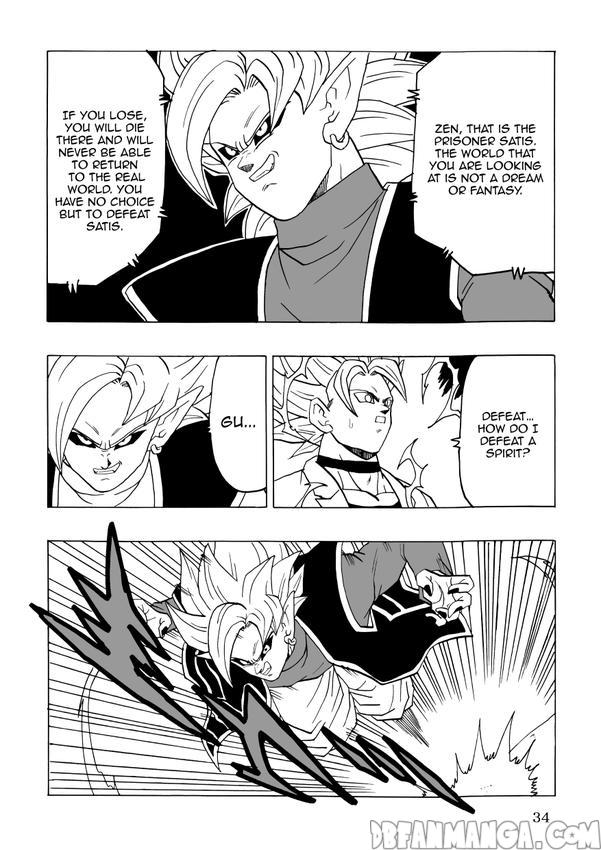 ZEN, THAT IS THE
PRISONER SATIS.
THE WORLD THAT
YOU ARE LOOKING
AT IS NOT A DREAM
OR FANTASY.
IF YOU LOSE,
YOU WILL DIE
THERE AND WILL
NEVER BE ABLE
TO RETURN
TO THE REAL
WORLD. YOU
HAVE NO CHOICE
BUT TO DEFEAT
SATIS.
DEFEAT...
HOW DO I
DEFEAT A
SPIRIT?
GU...
34
DBFANMANGA.COM